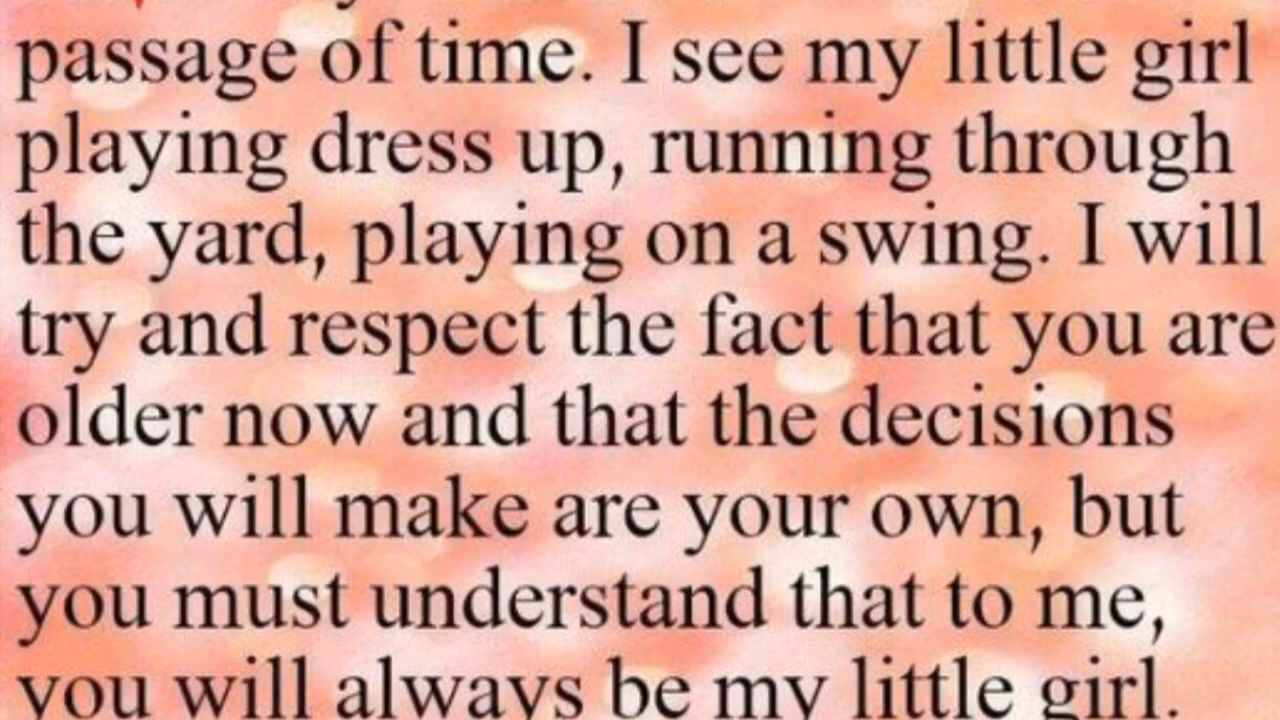 passage of time. I see my little girl
playing dress up, running through
the yard, playing on a swing. I will
try and respect the fact that you are
older now and that the decisions
you will make are your own, but
you must understand that to me,
you will always be my little girl.